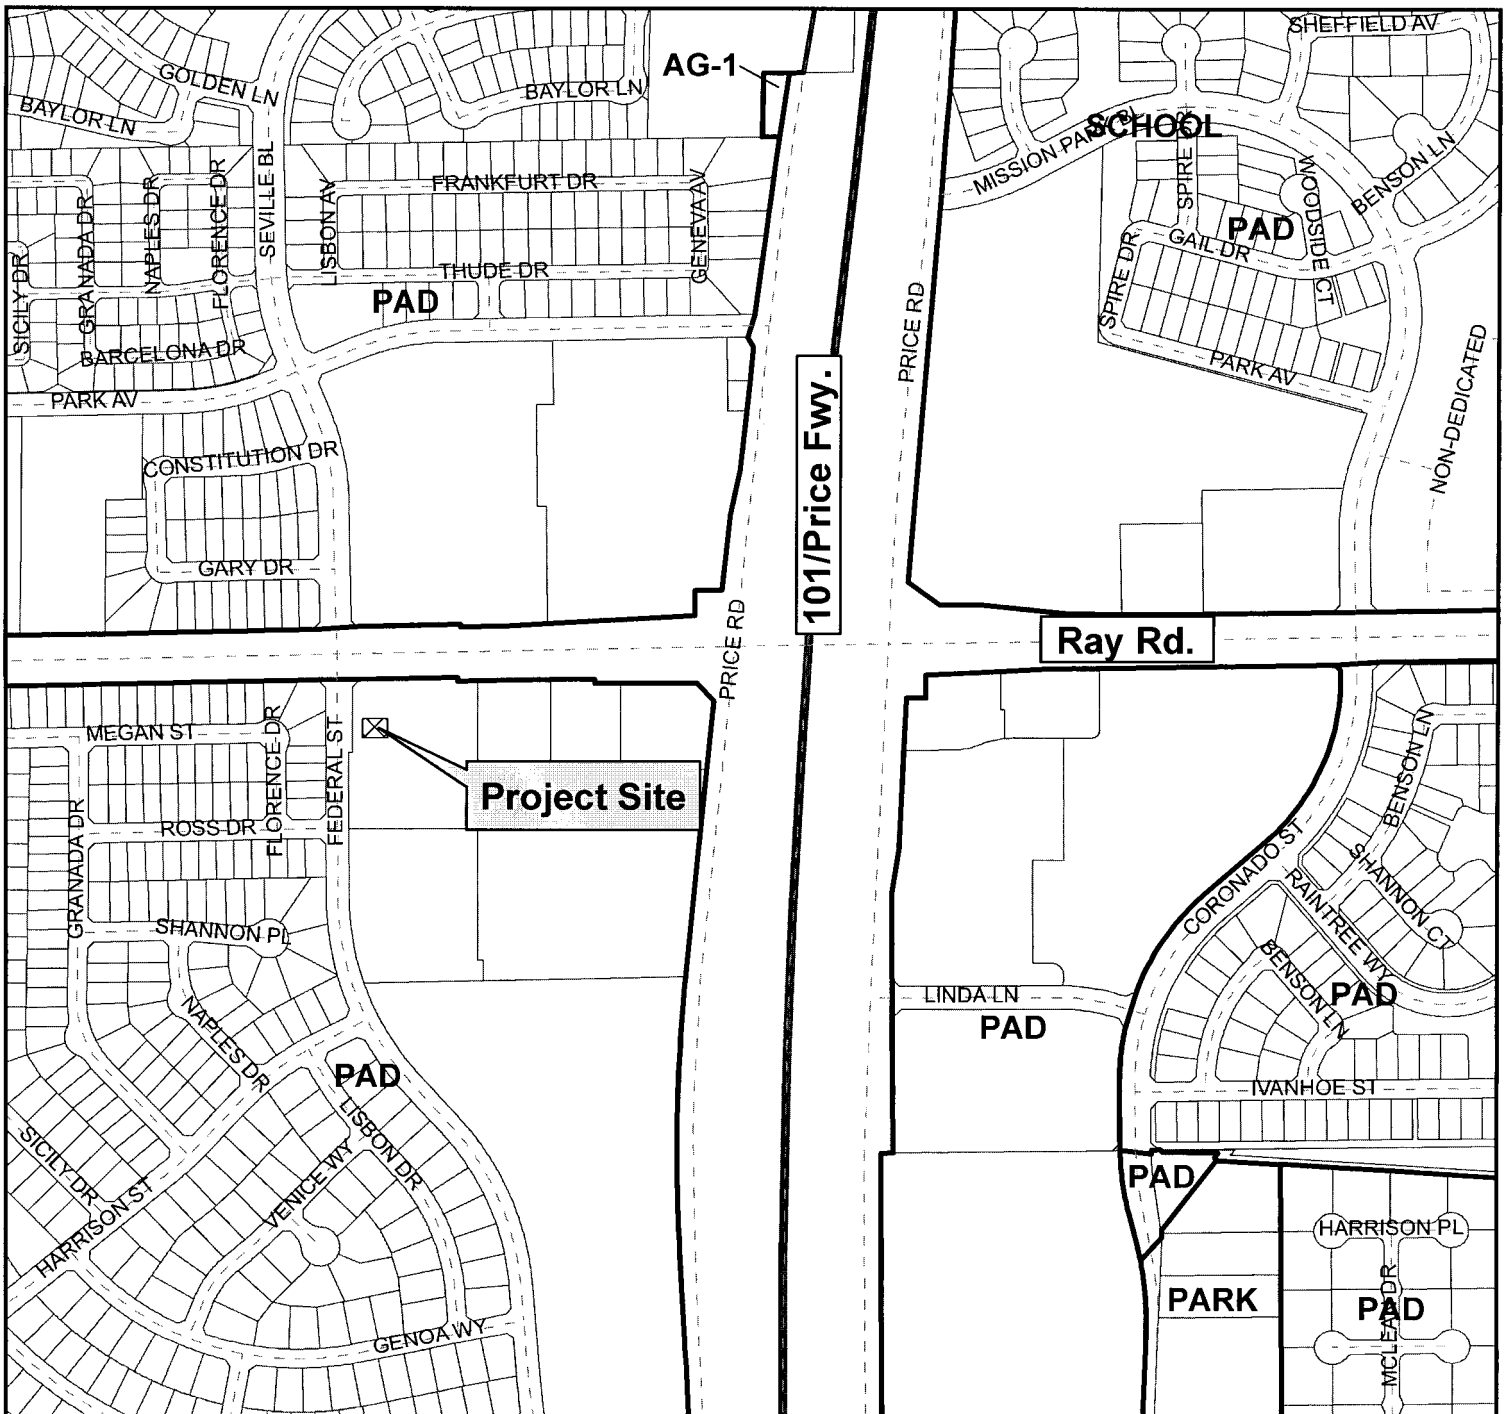 SHEFFIELD AV
AG-1
GOLDEN LN
BAYLOR LN
BAYLOR LN
MISSION PARK BL
SCHOOL
SPIRE DR
WOODSIDE CT
BENSON LN
FRANKFURT DR
GRANADA DR
NAPLES DR
FLORENCE DR
SEVILLE BL
LISBON AV
GENEVA AV
PAD
GAIL DR
SICILY DR
THUDE DR
PAD
SPIRE DR
PRICE RD
BARCELONA DR
PARK AV
PARK AV
101/Price Fwy.
NON-DEDICATED
CONSTITUTION DR
GARY DR
PRICE RD
Ray Rd.
MEGAN ST
FLORENCE DR
FEDERAL ST
BENSON LN
Project Site
ROSS DR
GRANADA DR
CORONADO ST
SHANNON CT
RAINTREE WY
SHANNON PL
BENSON LN
PAD
LINDA LN
PAD
NAPLES DR
PAD
LISBON DR
IVANHOE ST
SICILY DR
VENICE WY
HARRISON ST
PAD
HARRISON PL
PARK
PAD
MCLEAD DR
GENOA WY